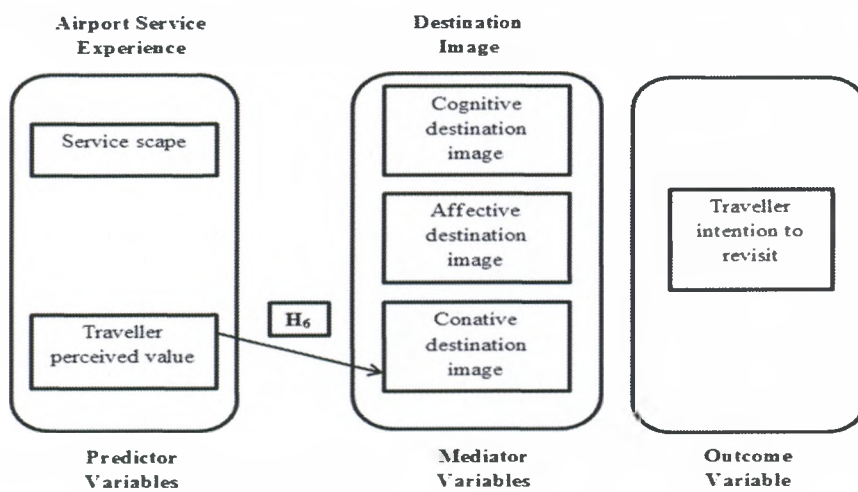 Airport Service
Experience
Destination
Image
Service scape
Cognitive
destination
image
Affective
destination
image
Traveller
intention to
revisit
Traveller
perceived value
H₆
Conative
destination
image
Predictor
Variables
Mediator
Variables
Outcome
Variable